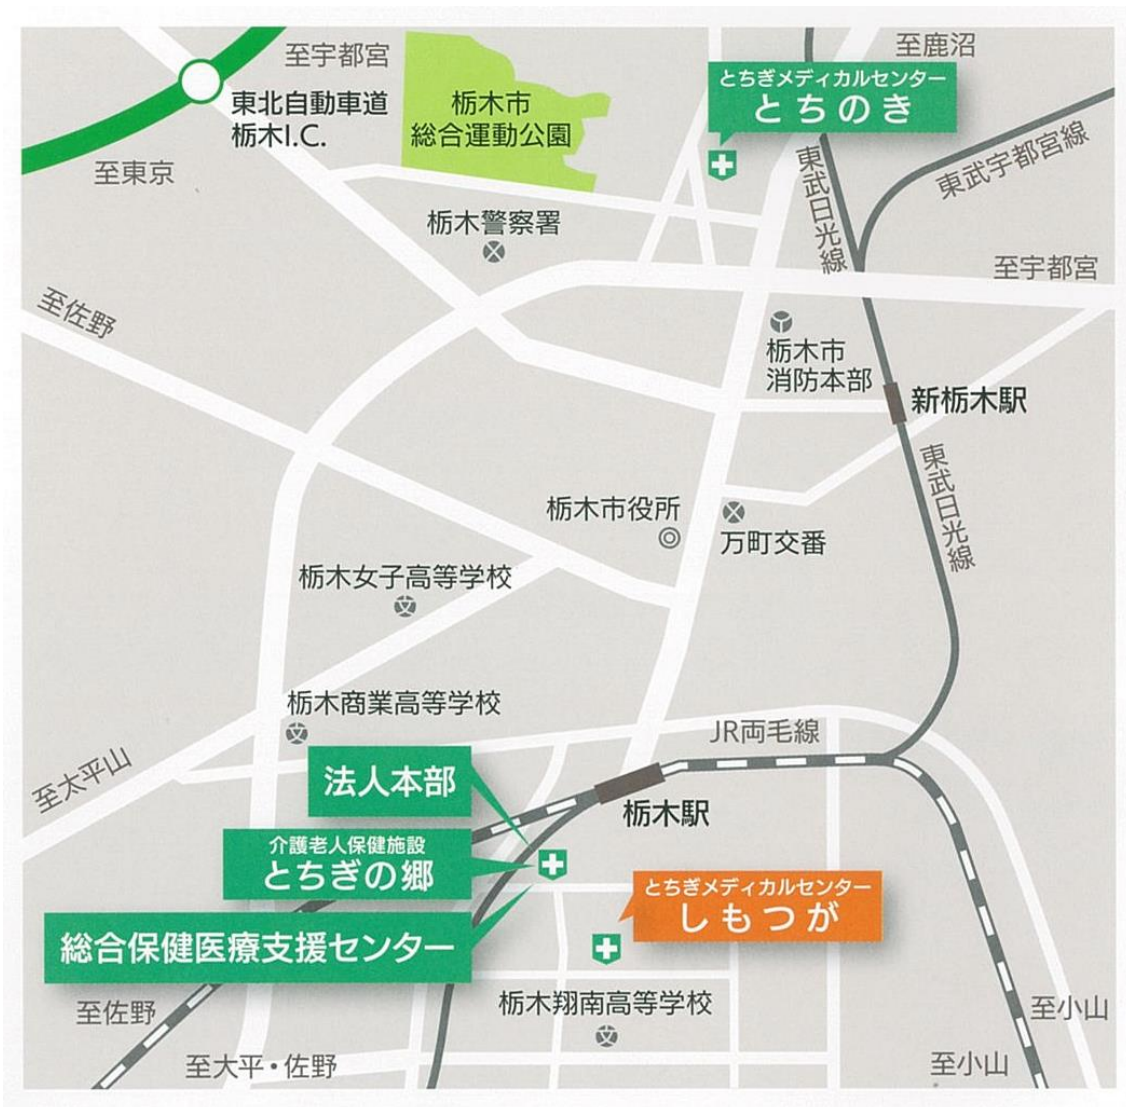 至宇都宮
至鹿沼
東北自動車道
栃木I.C.
栃木市
総合運動公園
とちぎメディカルセンター
とちのき
至東京
東武日光線
東武宇都宮線
栃木警察署
至宇都宮
至佐野
栃木市
消防本部
新栃木駅
東武日光線
栃木市役所
万町交番
栃木女子高等学校
栃木商業高等学校
JR両毛線
至太平山
法人本部
栃木駅
介護老人保健施設
とちぎの郷
とちぎメディカルセンター
しもつが
総合保健医療支援センター
至佐野
栃木翔南高等学校
至小山
至大平・佐野
至小山